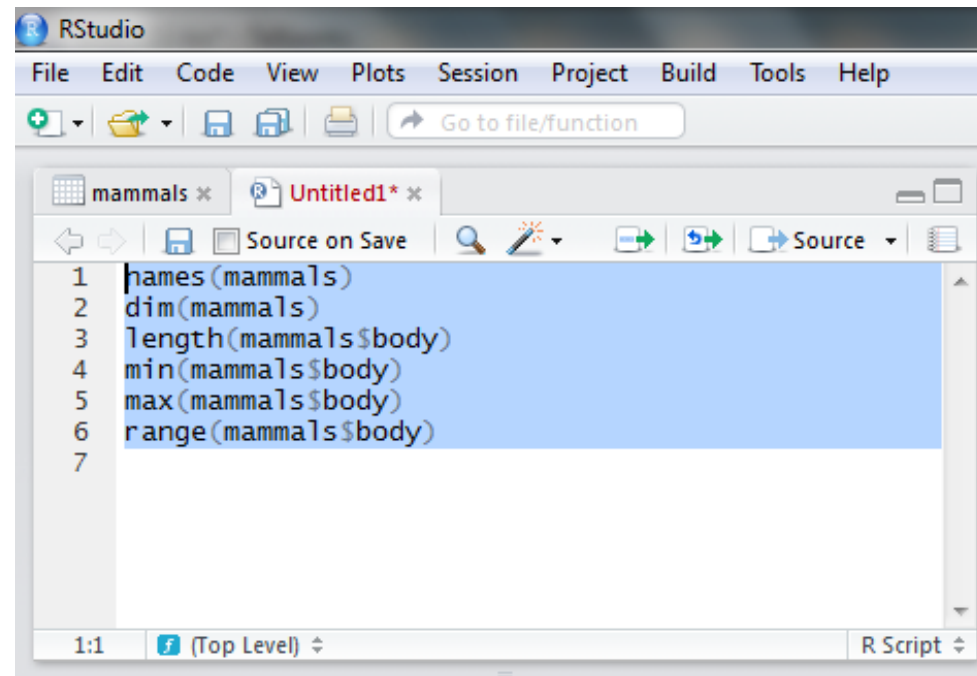 RStudio
File Edit Code View Plots Session Project Build Tools Help
Go to file/function
mammals Untitled1*
Source on Save Source
1 names(mammals)
2 dim(mammals)
3 length(mammals$body)
4 min(mammals$body)
5 max(mammals$body)
6 range(mammals$body)
7
1:1 (Top Level) R Script